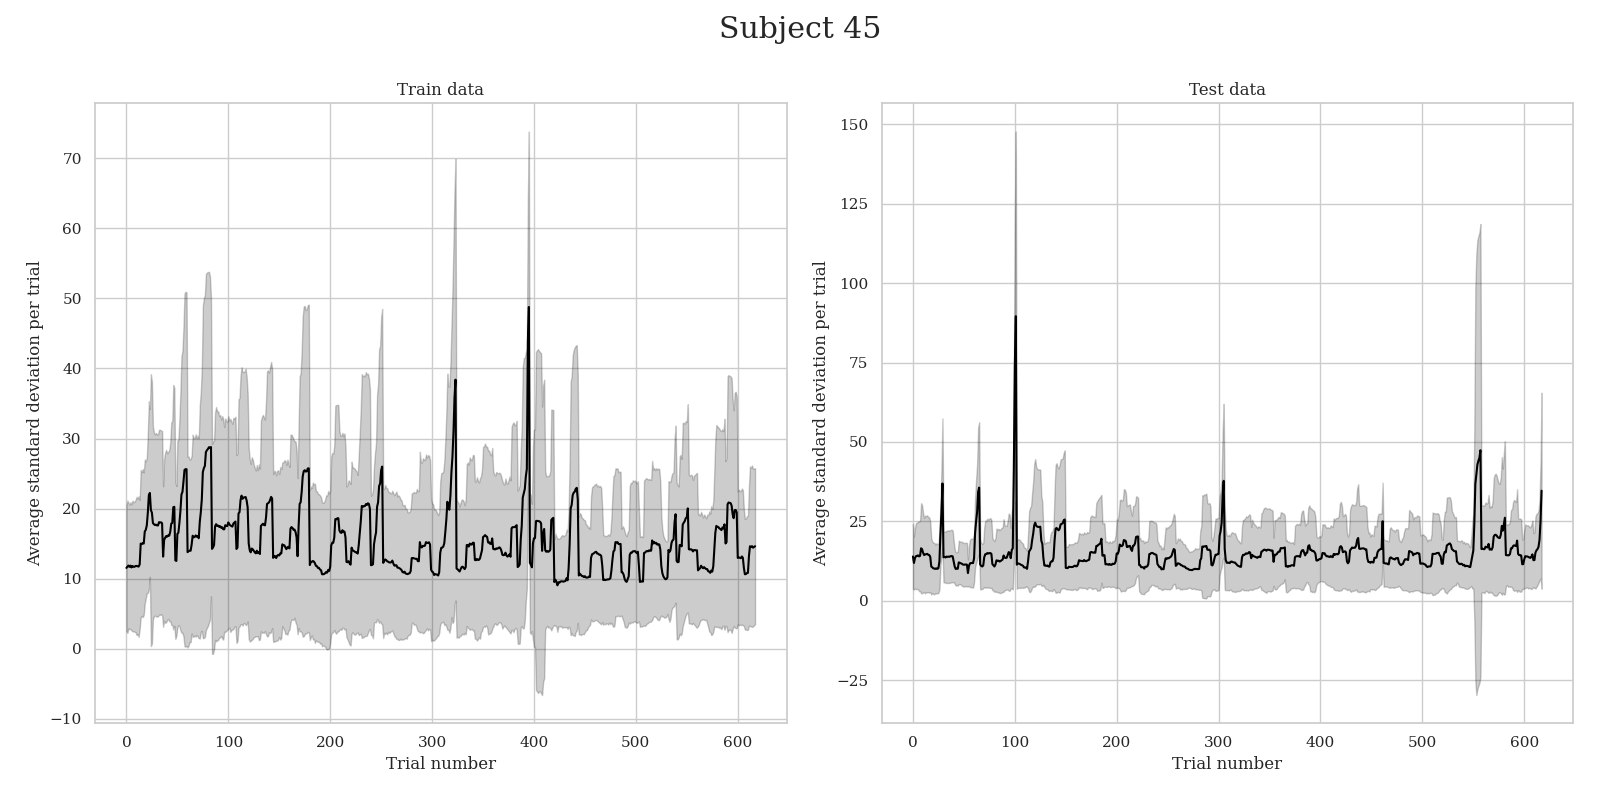 Subject 45
Train data
Average standard deviation per trial
70
60
50
40
30
20
10
0
−10
0 100 200 300 400 500 600
Trial number
Test data
Average standard deviation per trial
150
125
100
75
50
25
0
−25
0 100 200 300 400 500 600
Trial number